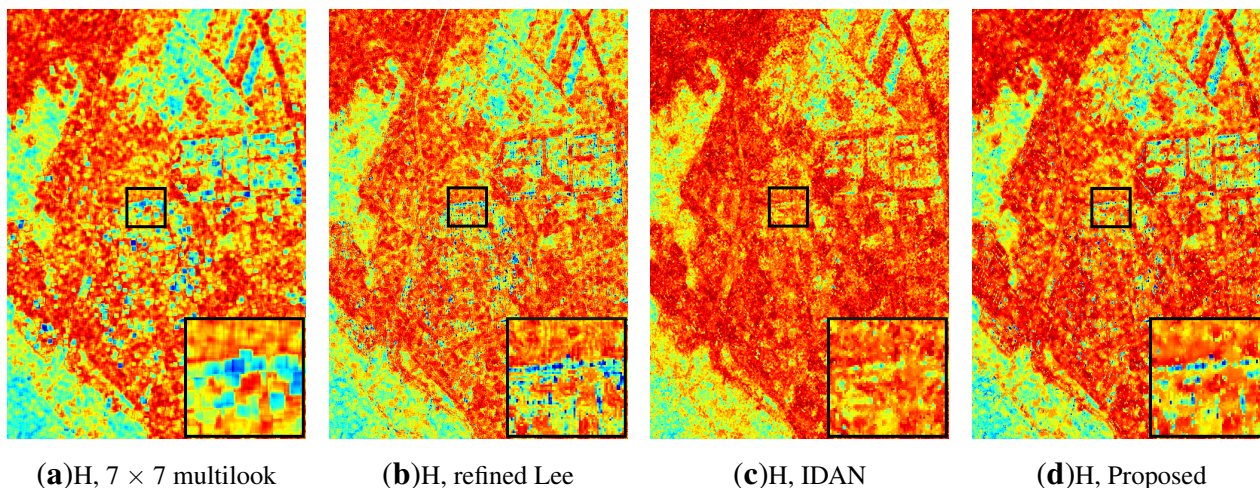 (a)H, 7 × 7 multilook
(b)H, refined Lee
(c)H, IDAN
(d)H, Proposed